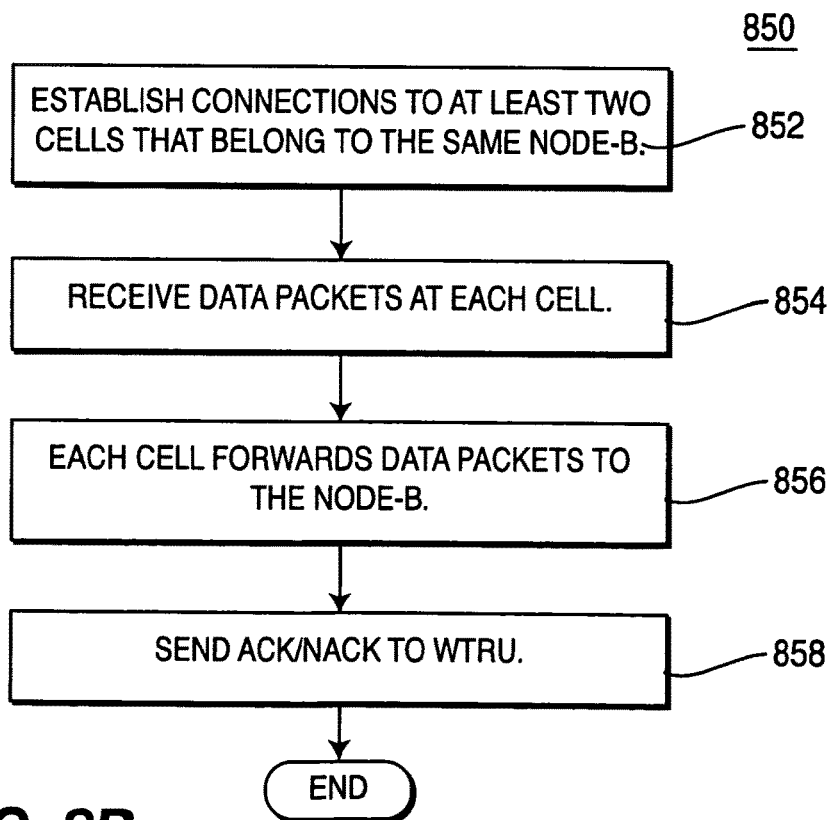 850
ESTABLISH CONNECTIONS TO AT LEAST TWO
CELLS THAT BELONG TO THE SAME NODE-B.
852
RECEIVE DATA PACKETS AT EACH CELL.
854
EACH CELL FORWARDS DATA PACKETS TO
THE NODE-B.
856
SEND ACK/NACK TO WTRU.
858
END